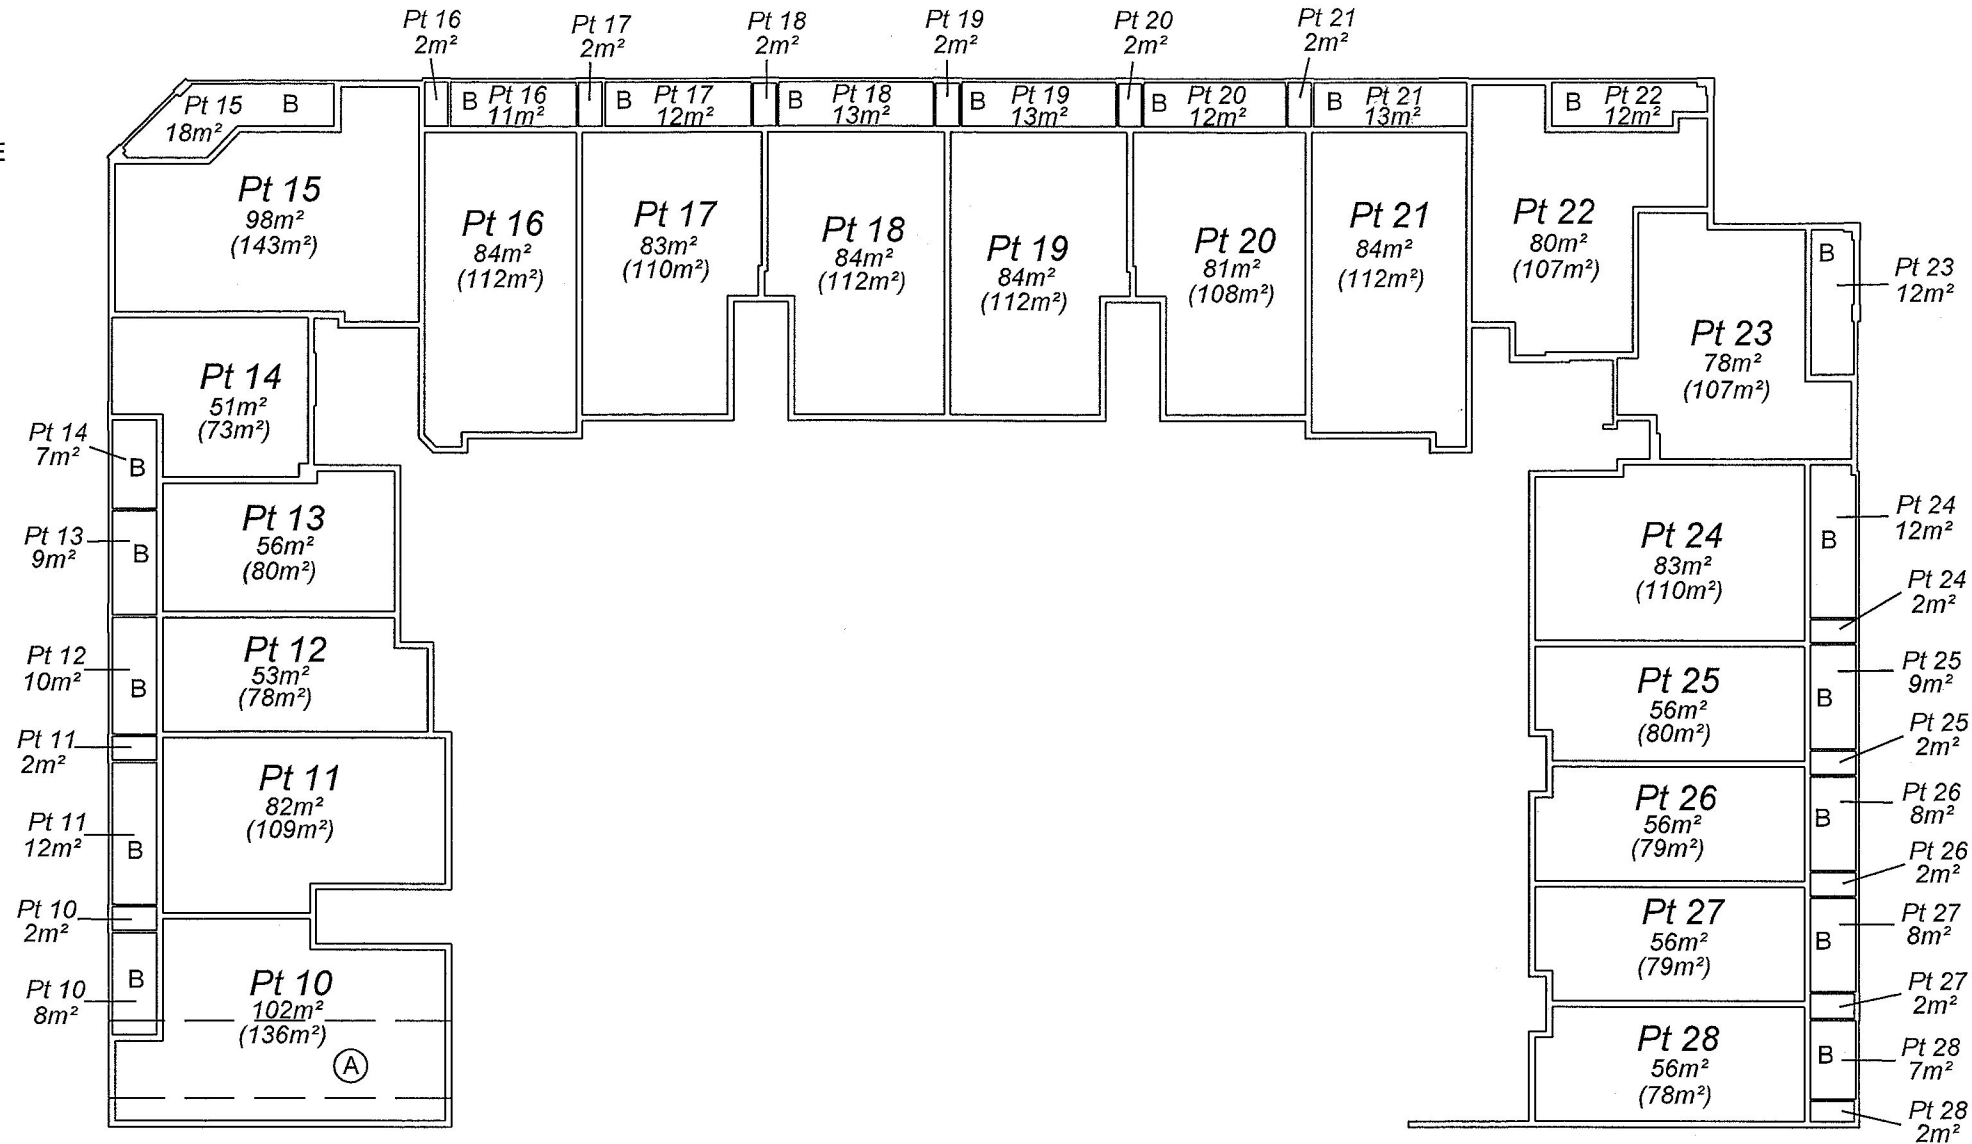 Pt 16
2m²
Pt 17
2m²
Pt 18
2m²
Pt 19
2m²
Pt 20
2m²
Pt 21
2m²
Pt 15
18m²
B
B
Pt 16
11m²
B
Pt 17
12m²
B
Pt 18
13m²
B
Pt 19
13m²
B
Pt 20
12m²
B
Pt 21
13m²
B
Pt 22
12m²
E
Pt 15
98m²
(143m²)
Pt 16
84m²
(112m²)
Pt 17
83m²
(110m²)
Pt 18
84m²
(112m²)
Pt 19
84m²
(112m²)
Pt 20
81m²
(108m²)
Pt 21
84m²
(112m²)
Pt 22
80m²
(107m²)
B
Pt 23
12m²
Pt 23
78m²
(107m²)
Pt 14
51m²
(73m²)
Pt 14
7m²
B
Pt 13
9m²
B
Pt 13
56m²
(80m²)
Pt 12
10m²
B
Pt 12
53m²
(78m²)
Pt 11
2m²
Pt 11
82m²
(109m²)
Pt 11
12m²
B
Pt 10
2m²
B
Pt 10
8m²
Pt 10
102m²
(136m²)
A
Pt 24
83m²
(110m²)
B
Pt 24
12m²
Pt 24
2m²
Pt 25
56m²
(80m²)
B
Pt 25
9m²
Pt 25
2m²
Pt 26
56m²
(79m²)
B
Pt 26
8m²
Pt 26
2m²
Pt 27
56m²
(79m²)
B
Pt 27
8m²
Pt 27
2m²
Pt 28
56m²
(78m²)
B
Pt 28
7m²
Pt 28
2m²